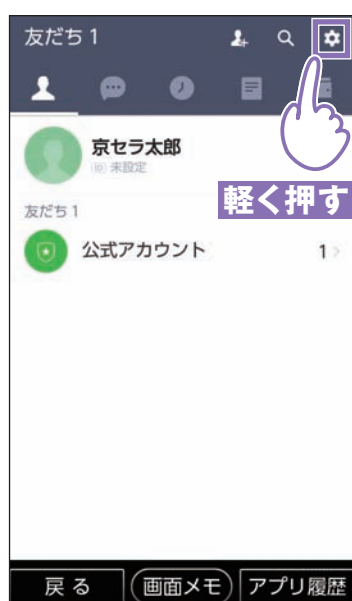 友だち 1
京セラ太郎
ID 未設定
軽く押す
友だち 1
公式アカウント 1
戻る 画面メモ アプリ履歴